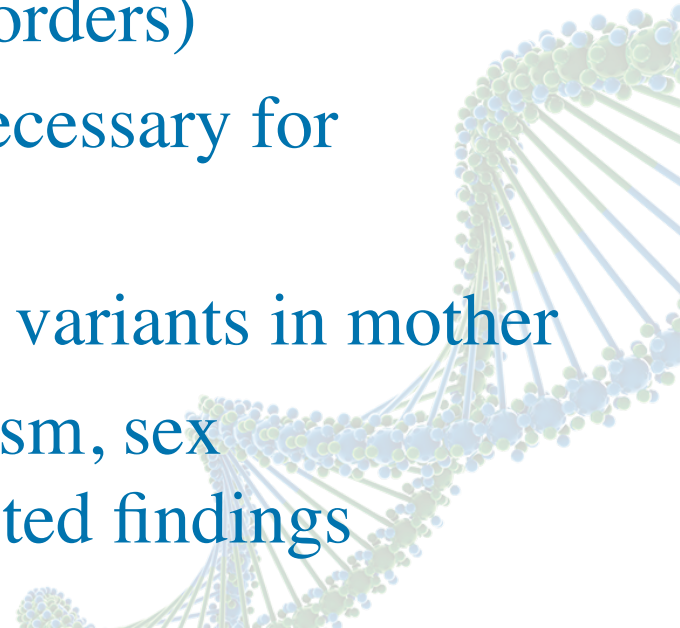 orders)
ecessary for
variants in mother
sm, sex
ted findings